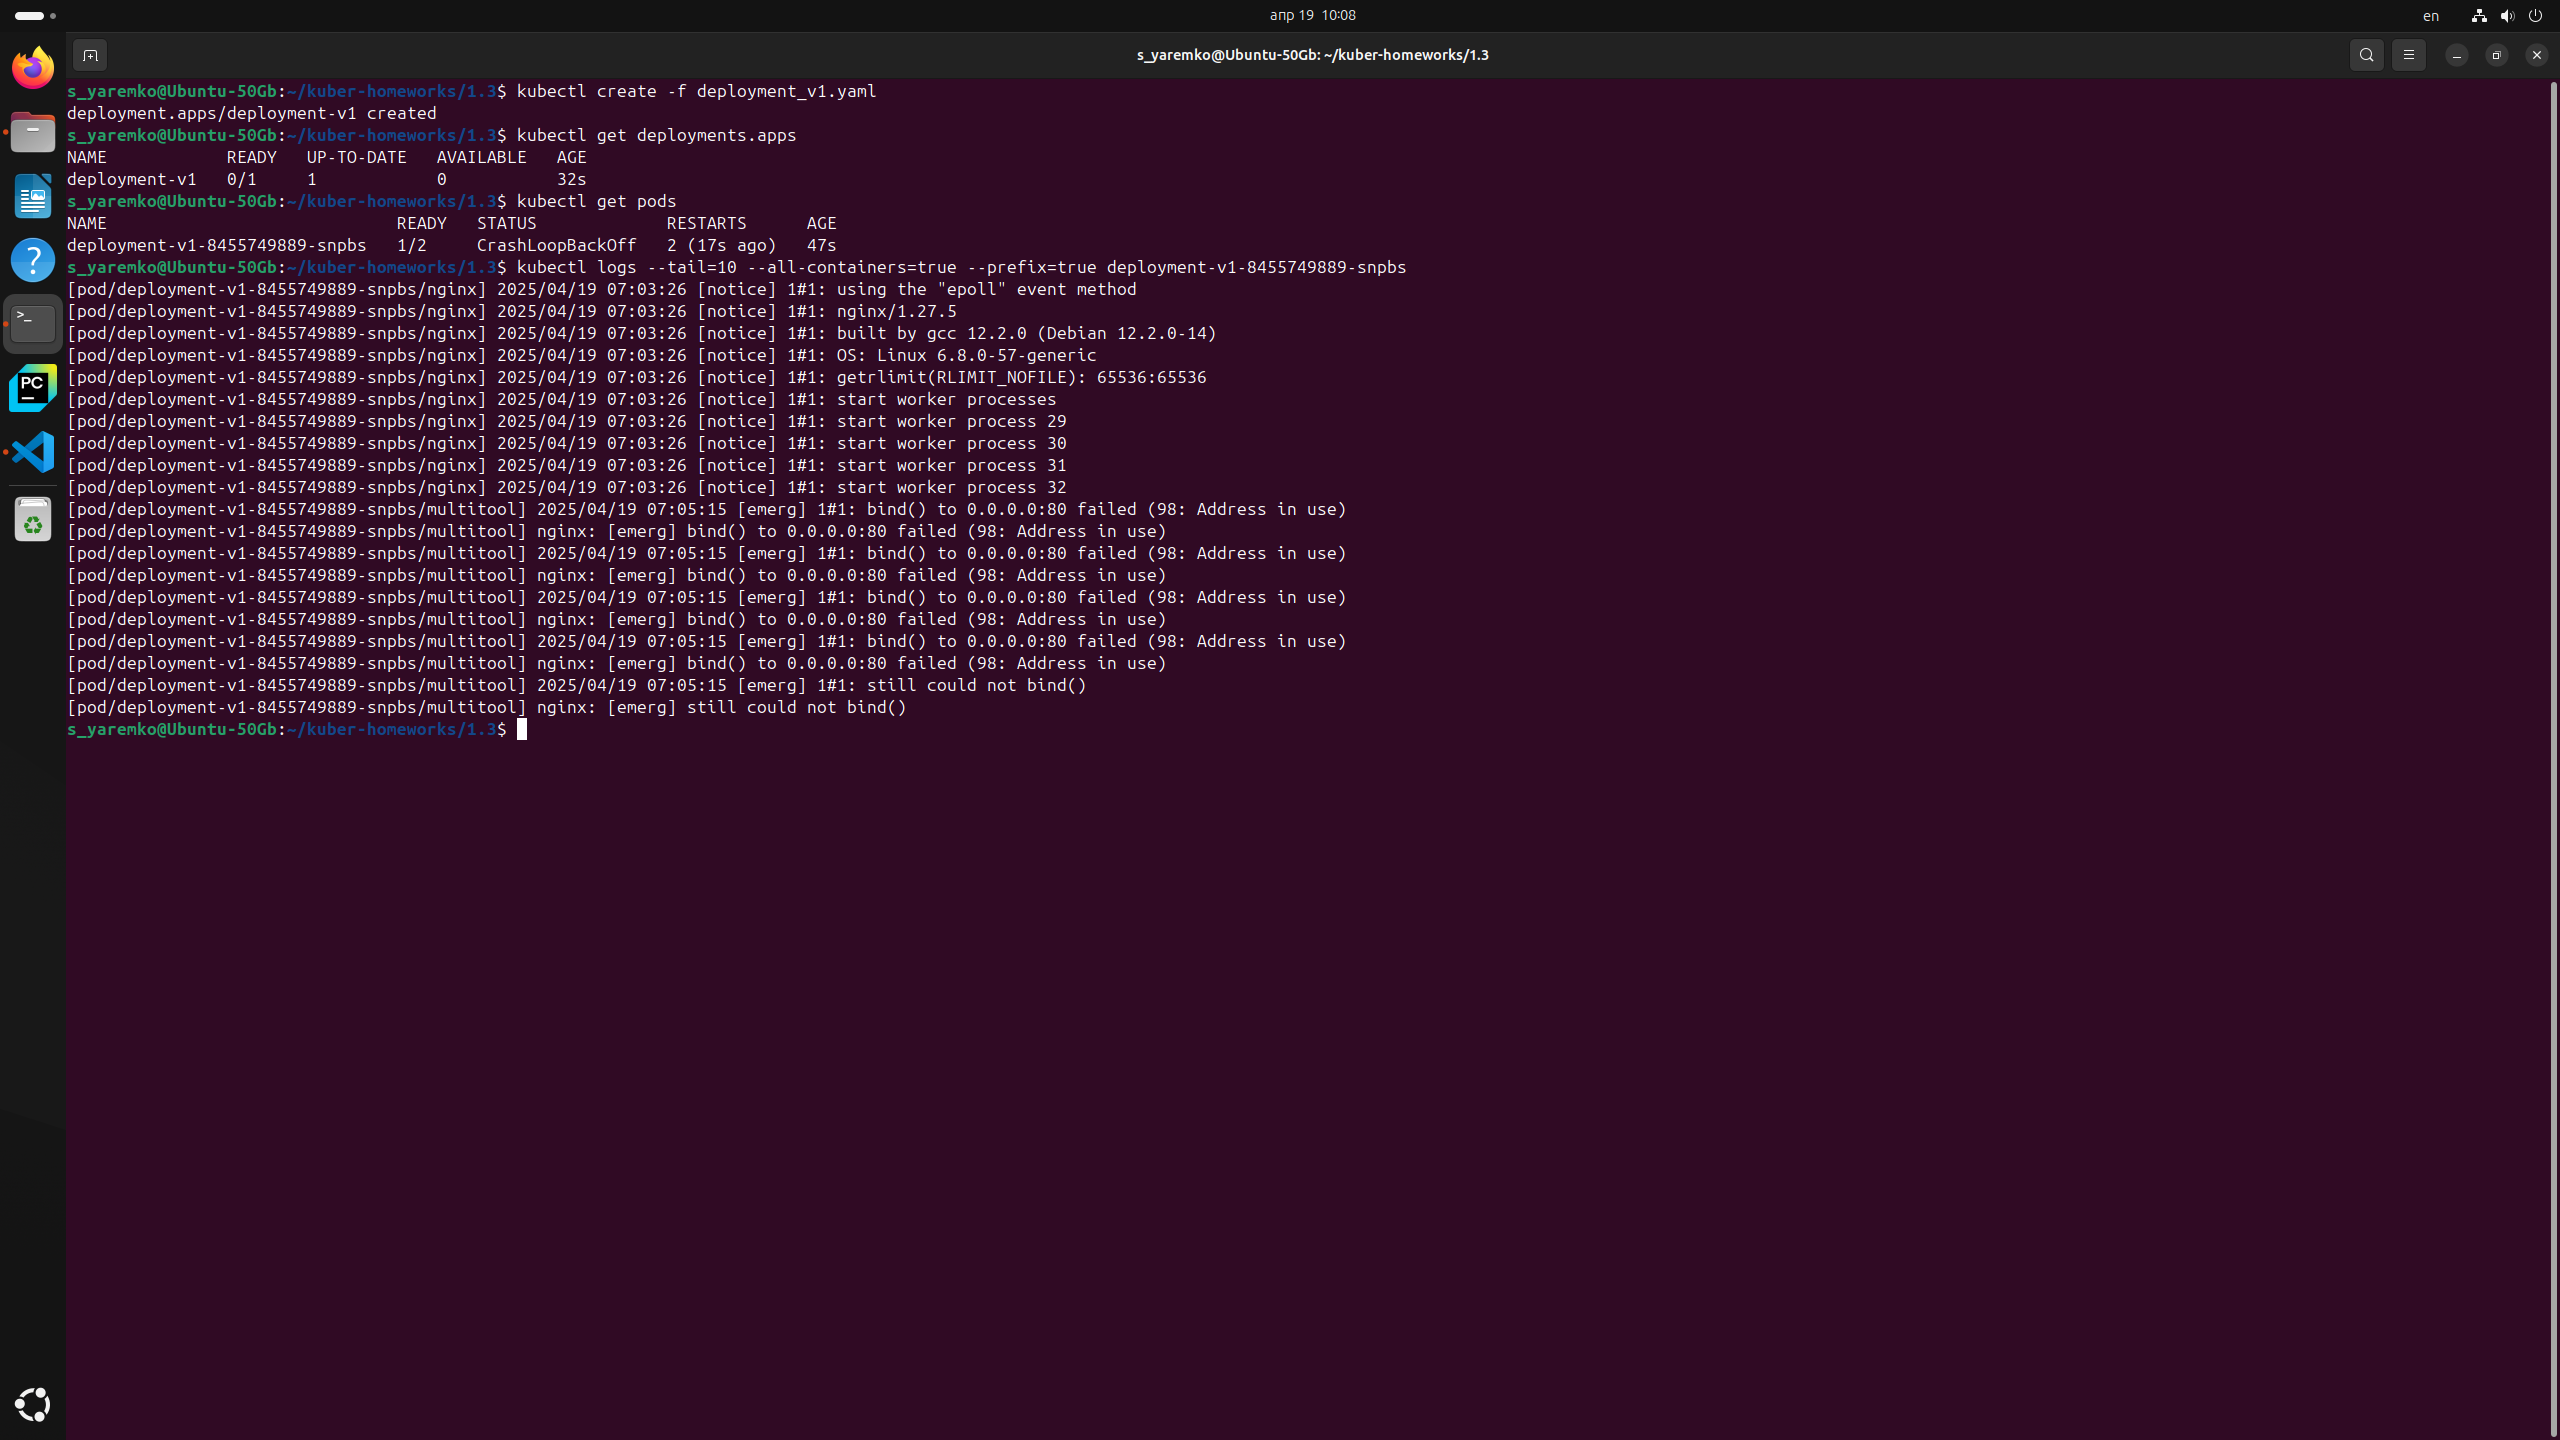 апр 19 10:08
en
s_yaremko@Ubuntu-50Gb: ~/kuber-homeworks/1.3
s_yaremko@Ubuntu-50Gb:~/kuber-homeworks/1.3$ kubectl create -f deployment_v1.yaml
deployment.apps/deployment-v1 created
s_yaremko@Ubuntu-50Gb:~/kuber-homeworks/1.3$ kubectl get deployments.apps
NAME            READY   UP-TO-DATE   AVAILABLE   AGE
deployment-v1   0/1     1            0           32s
s_yaremko@Ubuntu-50Gb:~/kuber-homeworks/1.3$ kubectl get pods
NAME                             READY   STATUS             RESTARTS      AGE
deployment-v1-8455749889-snpbs   1/2     CrashLoopBackOff   2 (17s ago)   47s
s_yaremko@Ubuntu-50Gb:~/kuber-homeworks/1.3$ kubectl logs --tail=10 --all-containers=true --prefix=true deployment-v1-8455749889-snpbs
[pod/deployment-v1-8455749889-snpbs/nginx] 2025/04/19 07:03:26 [notice] 1#1: using the "epoll" event method
[pod/deployment-v1-8455749889-snpbs/nginx] 2025/04/19 07:03:26 [notice] 1#1: nginx/1.27.5
[pod/deployment-v1-8455749889-snpbs/nginx] 2025/04/19 07:03:26 [notice] 1#1: built by gcc 12.2.0 (Debian 12.2.0-14)
[pod/deployment-v1-8455749889-snpbs/nginx] 2025/04/19 07:03:26 [notice] 1#1: OS: Linux 6.8.0-57-generic
[pod/deployment-v1-8455749889-snpbs/nginx] 2025/04/19 07:03:26 [notice] 1#1: getrlimit(RLIMIT_NOFILE): 65536:65536
[pod/deployment-v1-8455749889-snpbs/nginx] 2025/04/19 07:03:26 [notice] 1#1: start worker processes
[pod/deployment-v1-8455749889-snpbs/nginx] 2025/04/19 07:03:26 [notice] 1#1: start worker process 29
[pod/deployment-v1-8455749889-snpbs/nginx] 2025/04/19 07:03:26 [notice] 1#1: start worker process 30
[pod/deployment-v1-8455749889-snpbs/nginx] 2025/04/19 07:03:26 [notice] 1#1: start worker process 31
[pod/deployment-v1-8455749889-snpbs/nginx] 2025/04/19 07:03:26 [notice] 1#1: start worker process 32
[pod/deployment-v1-8455749889-snpbs/multitool] 2025/04/19 07:05:15 [emerg] 1#1: bind() to 0.0.0.0:80 failed (98: Address in use)
[pod/deployment-v1-8455749889-snpbs/multitool] nginx: [emerg] bind() to 0.0.0.0:80 failed (98: Address in use)
[pod/deployment-v1-8455749889-snpbs/multitool] 2025/04/19 07:05:15 [emerg] 1#1: bind() to 0.0.0.0:80 failed (98: Address in use)
[pod/deployment-v1-8455749889-snpbs/multitool] nginx: [emerg] bind() to 0.0.0.0:80 failed (98: Address in use)
[pod/deployment-v1-8455749889-snpbs/multitool] 2025/04/19 07:05:15 [emerg] 1#1: bind() to 0.0.0.0:80 failed (98: Address in use)
[pod/deployment-v1-8455749889-snpbs/multitool] nginx: [emerg] bind() to 0.0.0.0:80 failed (98: Address in use)
[pod/deployment-v1-8455749889-snpbs/multitool] 2025/04/19 07:05:15 [emerg] 1#1: bind() to 0.0.0.0:80 failed (98: Address in use)
[pod/deployment-v1-8455749889-snpbs/multitool] nginx: [emerg] bind() to 0.0.0.0:80 failed (98: Address in use)
[pod/deployment-v1-8455749889-snpbs/multitool] 2025/04/19 07:05:15 [emerg] 1#1: still could not bind()
[pod/deployment-v1-8455749889-snpbs/multitool] nginx: [emerg] still could not bind()
s_yaremko@Ubuntu-50Gb:~/kuber-homeworks/1.3$
?
>_
PC